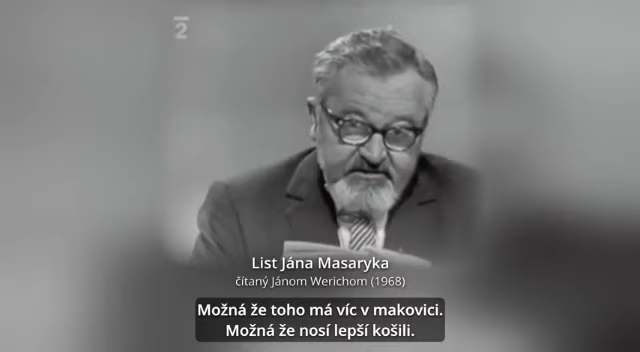 2
List Jána Masaryka
čítaný Jánom Werichom (1968)
Možná že toho má víc v makovici.
Možná že nosí lepší košili.